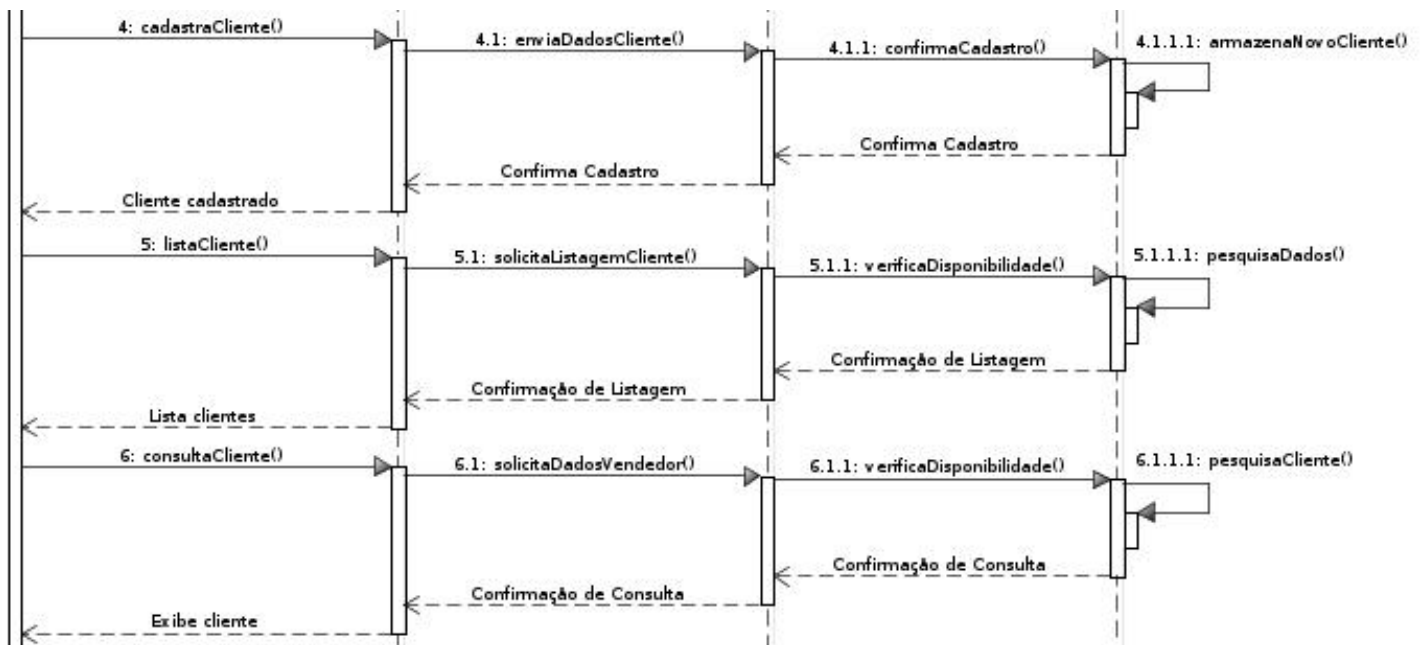 4: cadastraCliente()
4.1: enviaDadosCliente()
4.1.1: confirmaCadastro()
4.1.1.1: armazenaNovoCliente()
Confirma Cadastro
Confirma Cadastro
Cliente cadastrado
5: listaCliente()
5.1: solicitaListagemCliente()
5.1.1: verificaDisponibilidade()
5.1.1.1: pesquisaDados()
Confirmação de Listagem
Confirmação de Listagem
Lista clientes
6: consultaCliente()
6.1: solicitaDadosVendedor()
6.1.1: verificaDisponibilidade()
6.1.1.1: pesquisaCliente()
Confirmação de Consulta
Confirmação de Consulta
Exibe cliente